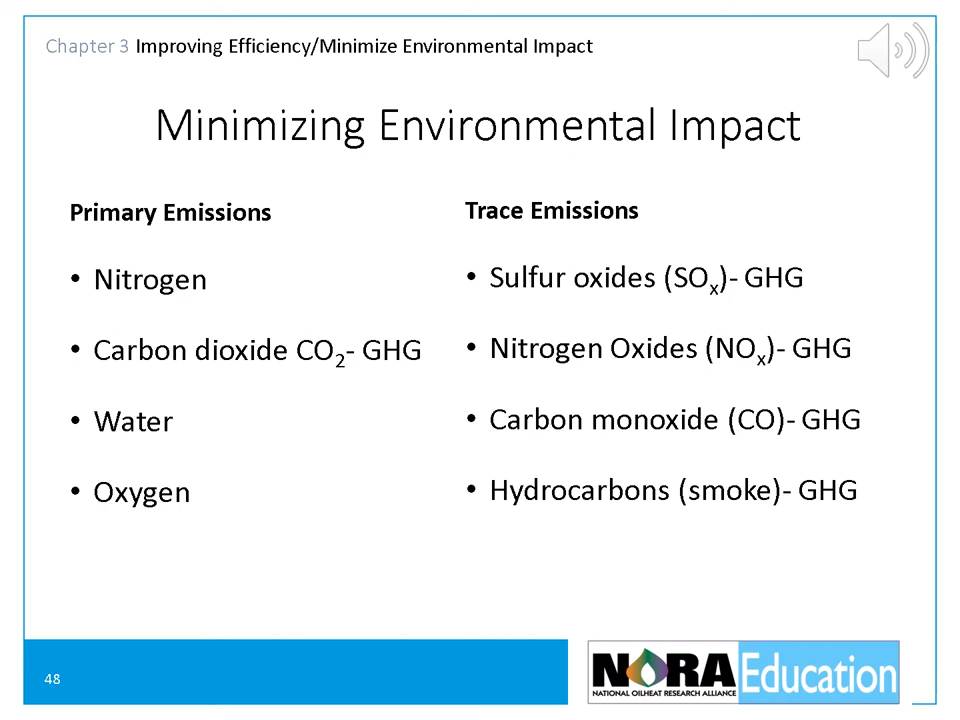 Chapter 3 Improving Efficiency/Minimize Environmental Impact
Minimizing Environmental Impact
Primary Emissions
• Nitrogen
• Carbon dioxide CO₂- GHG
• Water
• Oxygen
Trace Emissions
• Sulfur oxides (SOₓ)- GHG
• Nitrogen Oxides (NOₓ)- GHG
• Carbon monoxide (CO)- GHG
• Hydrocarbons (smoke)- GHG
48
NORA Education
NATIONAL OILHEAT RESEARCH ALLIANCE